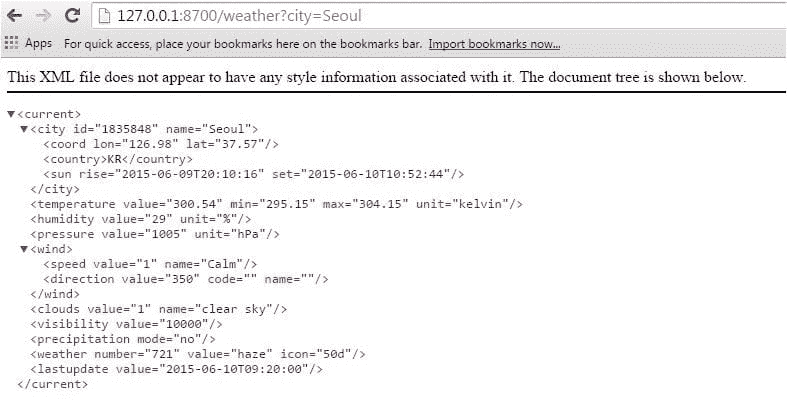 127.0.0.1:8700/weather?city=Seoul
Apps For quick access, place your bookmarks here on the bookmarks bar. Import bookmarks now...
This XML file does not appear to have any style information associated with it. The document tree is shown below.
▼<current>
▼<city id="1835848" name="Seoul">
<coord lon="126.98" lat="37.57"/>
<country>KR</country>
<sun rise="2015-06-09T20:10:16" set="2015-06-10T10:52:44"/>
</city>
<temperature value="300.54" min="295.15" max="304.15" unit="kelvin"/>
<humidity value="29" unit="%"/>
<pressure value="1005" unit="hPa"/>
▼<wind>
<speed value="1" name="Calm"/>
<direction value="350" code="" name=""/>
</wind>
<clouds value="1" name="clear sky"/>
<visibility value="10000"/>
<precipitation mode="no"/>
<weather number="721" value="haze" icon="50d"/>
<lastupdate value="2015-06-10T09:20:00"/>
</current>